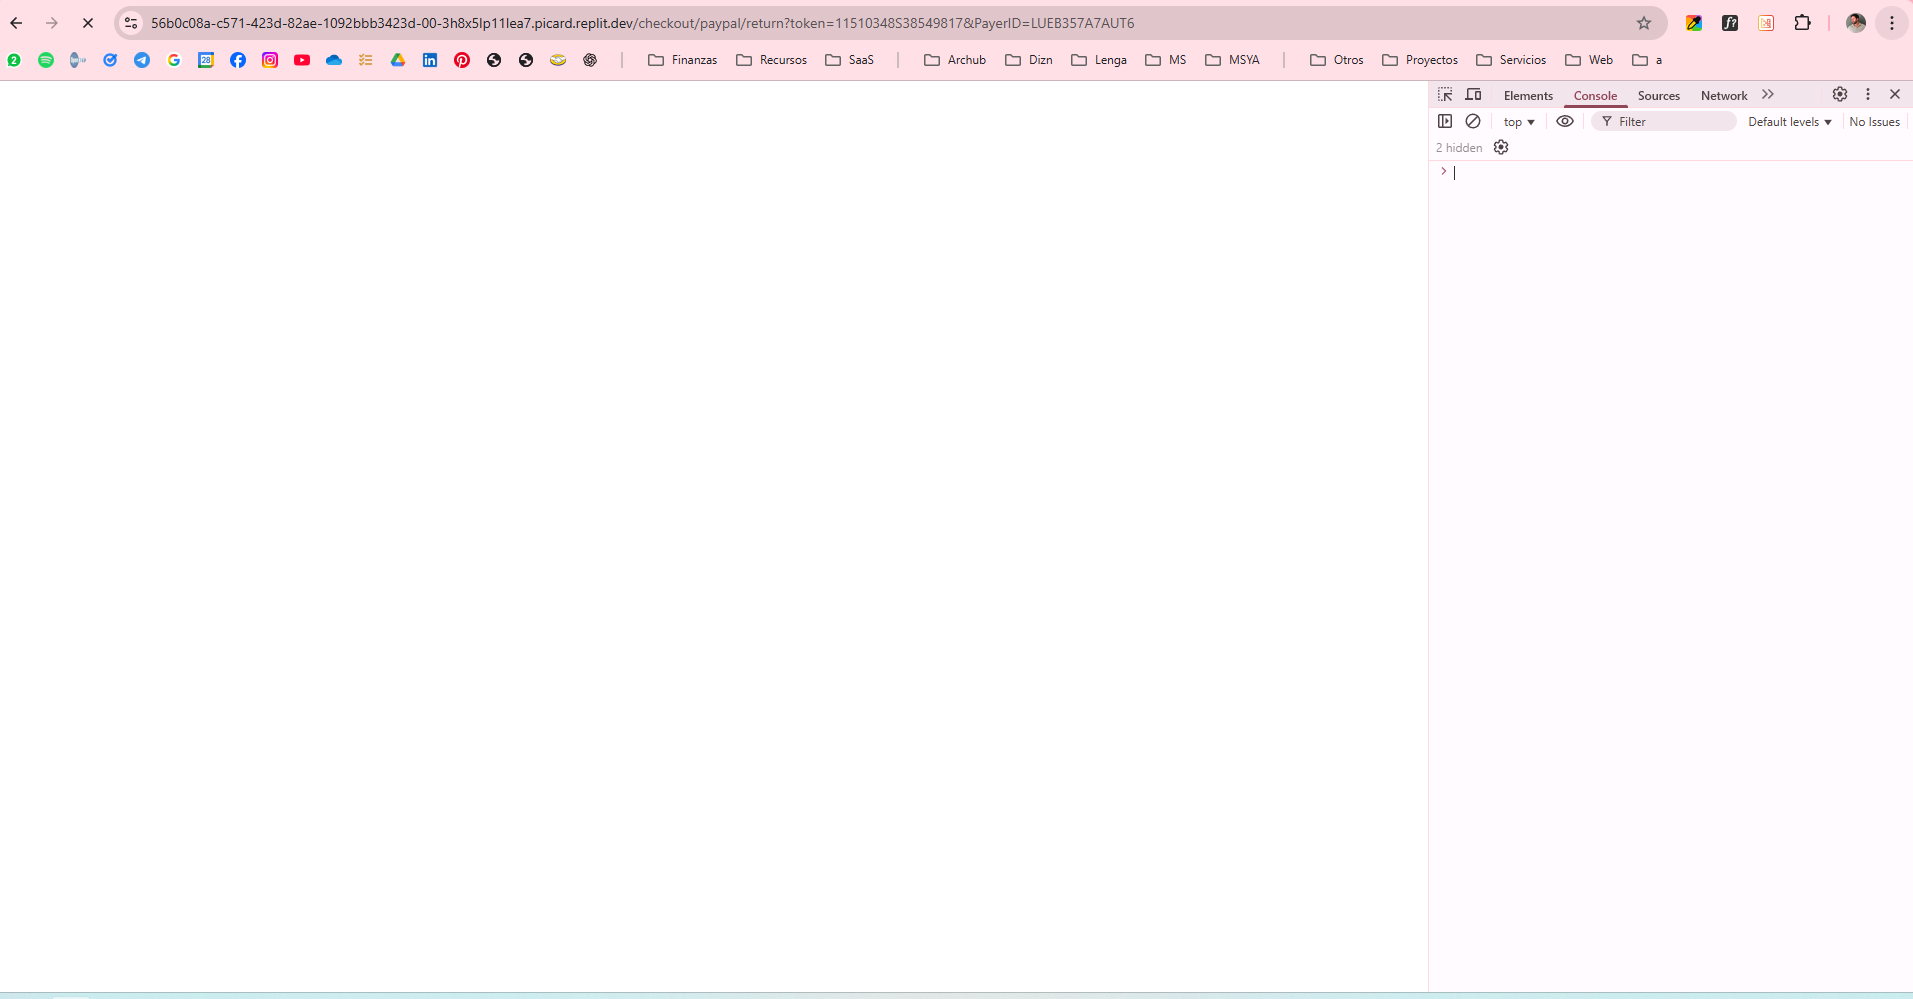 56b0c08a-c571-423d-82ae-1092bbb3423d-00-3h8x5lp11lea7.picard.replit.dev/checkout/paypal/return?token=11510348S38549817&PayerID=LUEB357A7AUT6
2 28 Finanzas Recursos SaaS Archub Dizn Lenga MS MSYA Otros Proyectos Servicios Web a
Elements Console Sources Network
top Filter Default levels No Issues
2 hidden